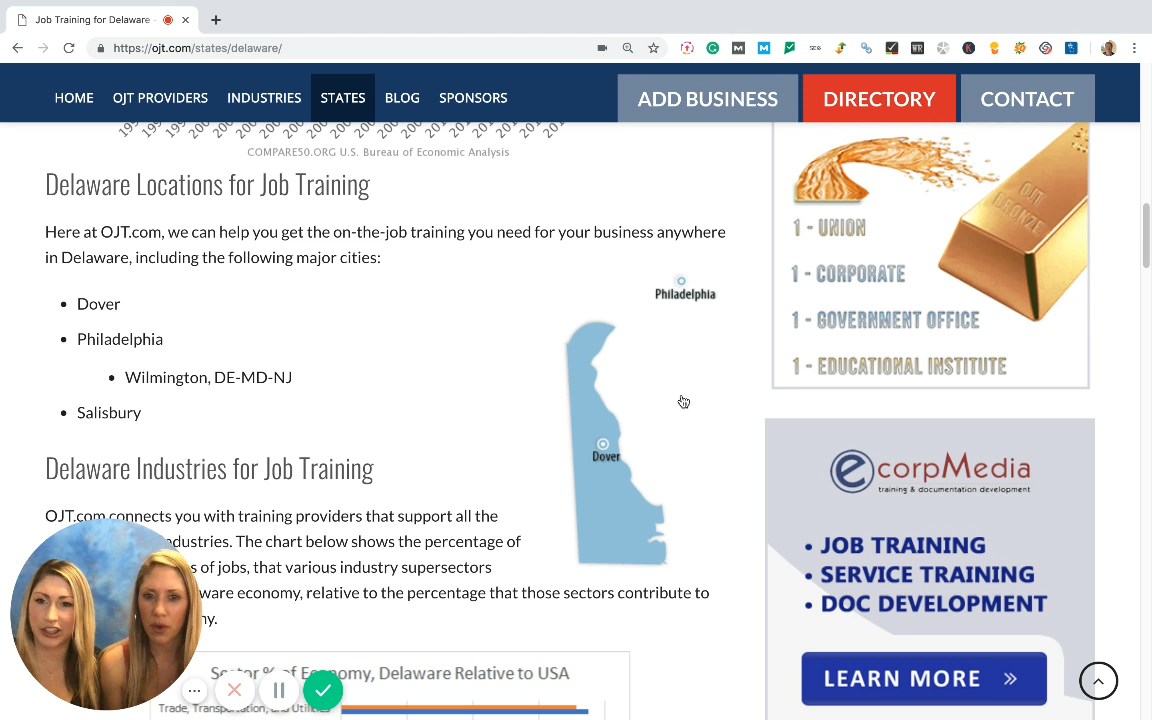 Job Training for Delaware
https://ojt.com/states/delaware/
HOME
OJT PROVIDERS
INDUSTRIES
STATES
BLOG
SPONSORS
ADD BUSINESS
DIRECTORY
CONTACT
COMPARE50.ORG U.S. Bureau of Economic Analysis
Delaware Locations for Job Training
Here at OJT.com, we can help you get the on-the-job training you need for your business anywhere
in Delaware, including the following major cities:
• Dover
• Philadelphia
• Wilmington, DE-MD-NJ
• Salisbury
Philadelphia
Dover
Delaware Industries for Job Training
OJT.com connects you with training providers that support all the
dustries. The chart below shows the percentage of
s of jobs, that various industry supersectors
ware economy, relative to the percentage that those sectors contribute to
ny.
Sector % of Economy, Delaware Relative to USA
Trade, Transportation, and Utilities
OJT
BRONZE
1 - UNION
1 - CORPORATE
1 - GOVERNMENT OFFICE
1 - EDUCATIONAL INSTITUTE
ecorpMedia
training & documentation development
• JOB TRAINING
• SERVICE TRAINING
• DOC DEVELOPMENT
LEARN MORE »